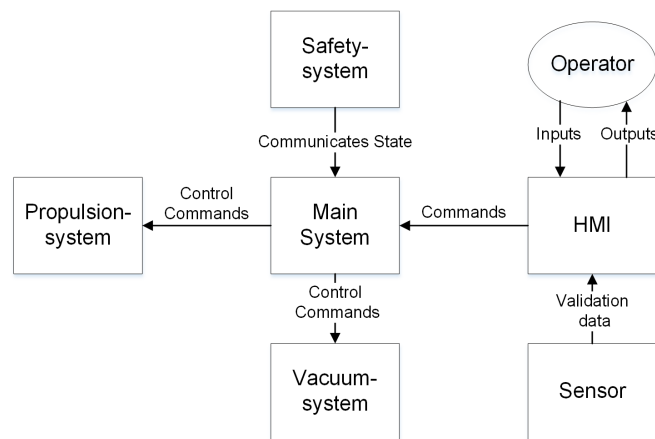 Safety-
system
Operator
Communicates State
Inputs
Outputs
Propulsion-
system
Control
Commands
Main
System
Commands
HMI
Control
Commands
Validation
data
Vacuum-
system
Sensor